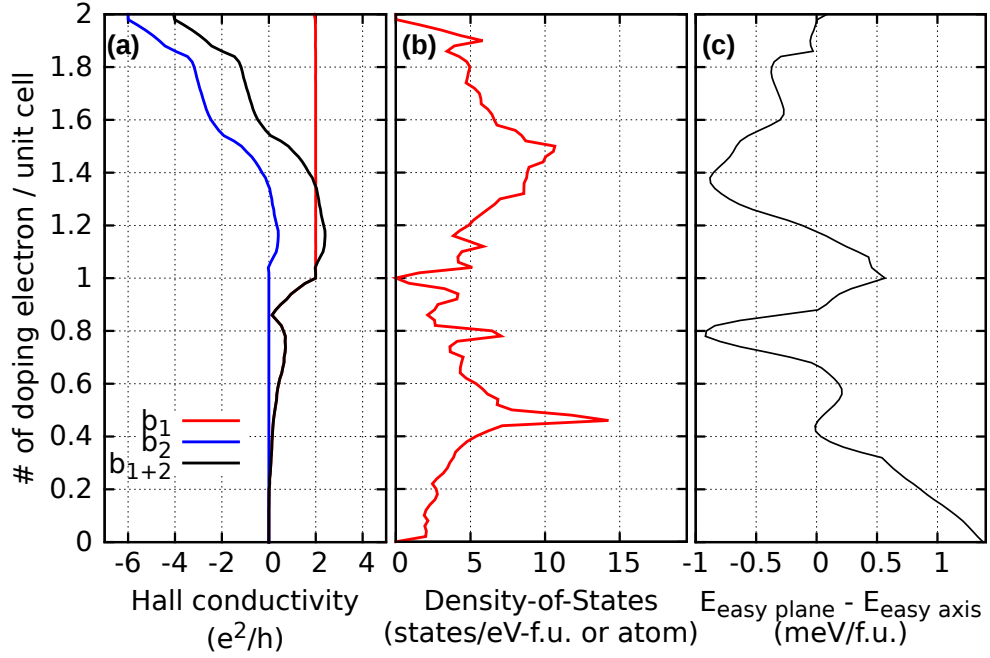 # of doping electron / unit cell
2
1.8
1.6
1.4
1.2
1
0.8
0.6
0.4
0.2
0
(a)
b1
b2
b1+2
-6 -4 -2 0 2 4
Hall conductivity
(e²/h)
(b)
0 5 10 15
Density-of-States
(states/eV-f.u. or atom)
(c)
-1 -0.5 0 0.5 1
Eeasy plane - Eeasy axis
(meV/f.u.)